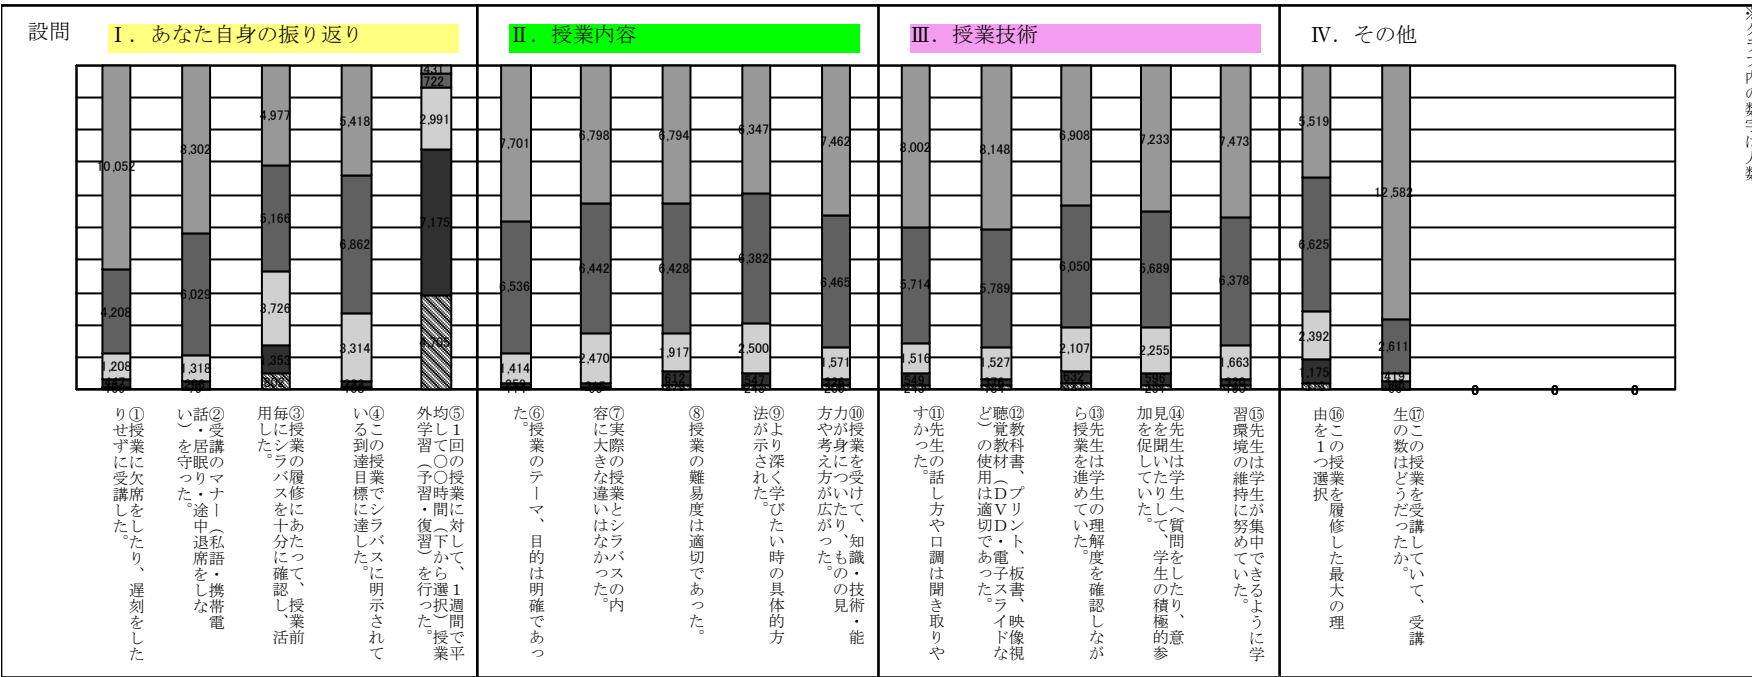 設問
Ⅰ．あなた自身の振り返り
Ⅱ．授業内容
Ⅲ．授業技術
Ⅳ．その他
※グラフ内の数字は人数
10,052
4,208
1,208
8,302
6,029
1,318
4,977
5,166
3,726
1,353
802
5,418
6,862
3,314
431
722
2,991
7,175
4,705
7,701
6,536
1,414
6,798
6,442
2,470
6,794
6,428
1,917
612
6,347
6,382
2,500
547
7,462
6,465
1,571
8,002
5,714
1,516
549
8,148
5,789
1,527
6,908
6,050
2,107
632
7,233
5,689
2,255
596
7,473
6,378
1,663
5,519
6,625
2,392
1,175
12,582
2,611
419
0
0
0
①授業に欠席をしたり、遅刻をした
りせずに受講した。
②受講のマナー（私語・携帯電
話・居眠り・途中退席をしな
い）を守った。
③授業の履修にあたって、授業前
毎にシラバスを十分に確認し、活
用した。
④この授業でシラバスに明示されて
いる到達目標に達した。
⑤１回の授業に対して、１週間で平
均して○○時間（下から選択）授業
外学習（予習・復習）を行った。
⑥授業のテーマ、目的は明確であっ
た。
⑦実際の授業とシラバスの内
容に大きな違いはなかった。
⑧授業の難易度は適切であった。
⑨より深く学びたい時の具体的方
法が示された。
⑩授業を受けて、知識・技術・能
力が身についたり、ものの見
方や考え方が広がった。
⑪先生の話し方や口調は聞き取りや
すかった。
⑫教科書、プリント、板書、映像視
聴覚教材（ＤＶＤ・電子スライドな
ど）の使用は適切であった。
⑬先生は学生の理解度を確認しなが
ら授業を進めていた。
⑭先生は学生へ質問をしたり、意
見を聞いたりして、学生の積極的参
加を促していた。
⑮先生は学生が集中できるように学
習環境の維持に努めていた。
⑯この授業を履修した最大の理
由を１つ選択
⑰この授業を受講していて、受講
生の数はどうだったか。